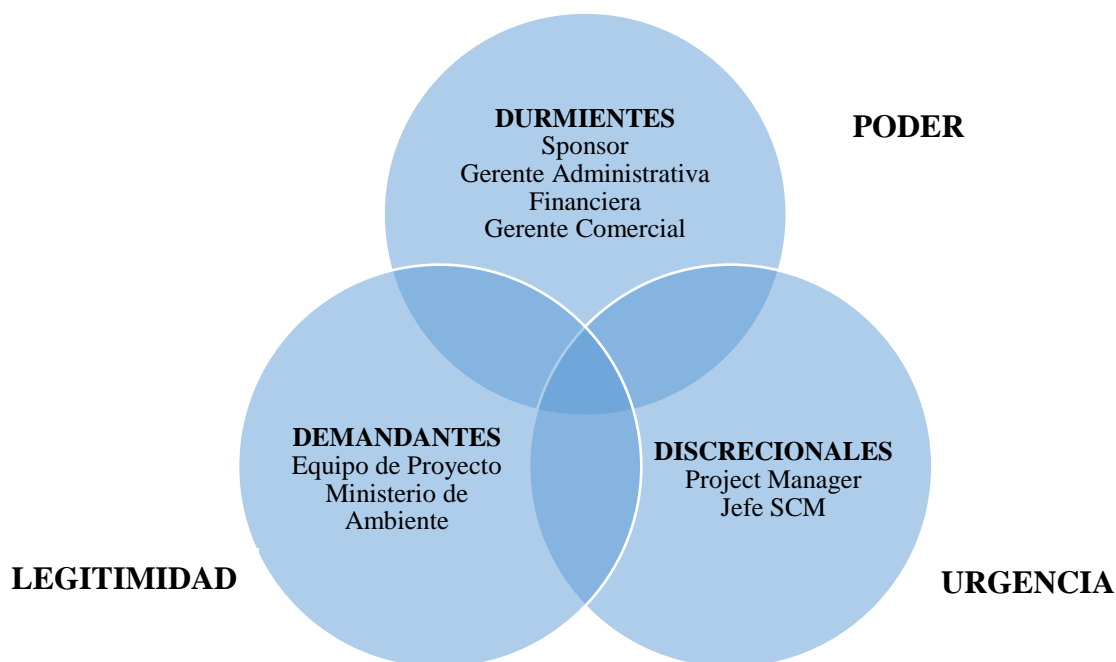 DURMIENTES
Sponsor
Gerente Administrativa
Financiera
Gerente Comercial
PODER
DEMANDANTES
Equipo de Proyecto
Ministerio de
Ambiente
DISCRECIONALES
Project Manager
Jefe SCM
LEGITIMIDAD
URGENCIA